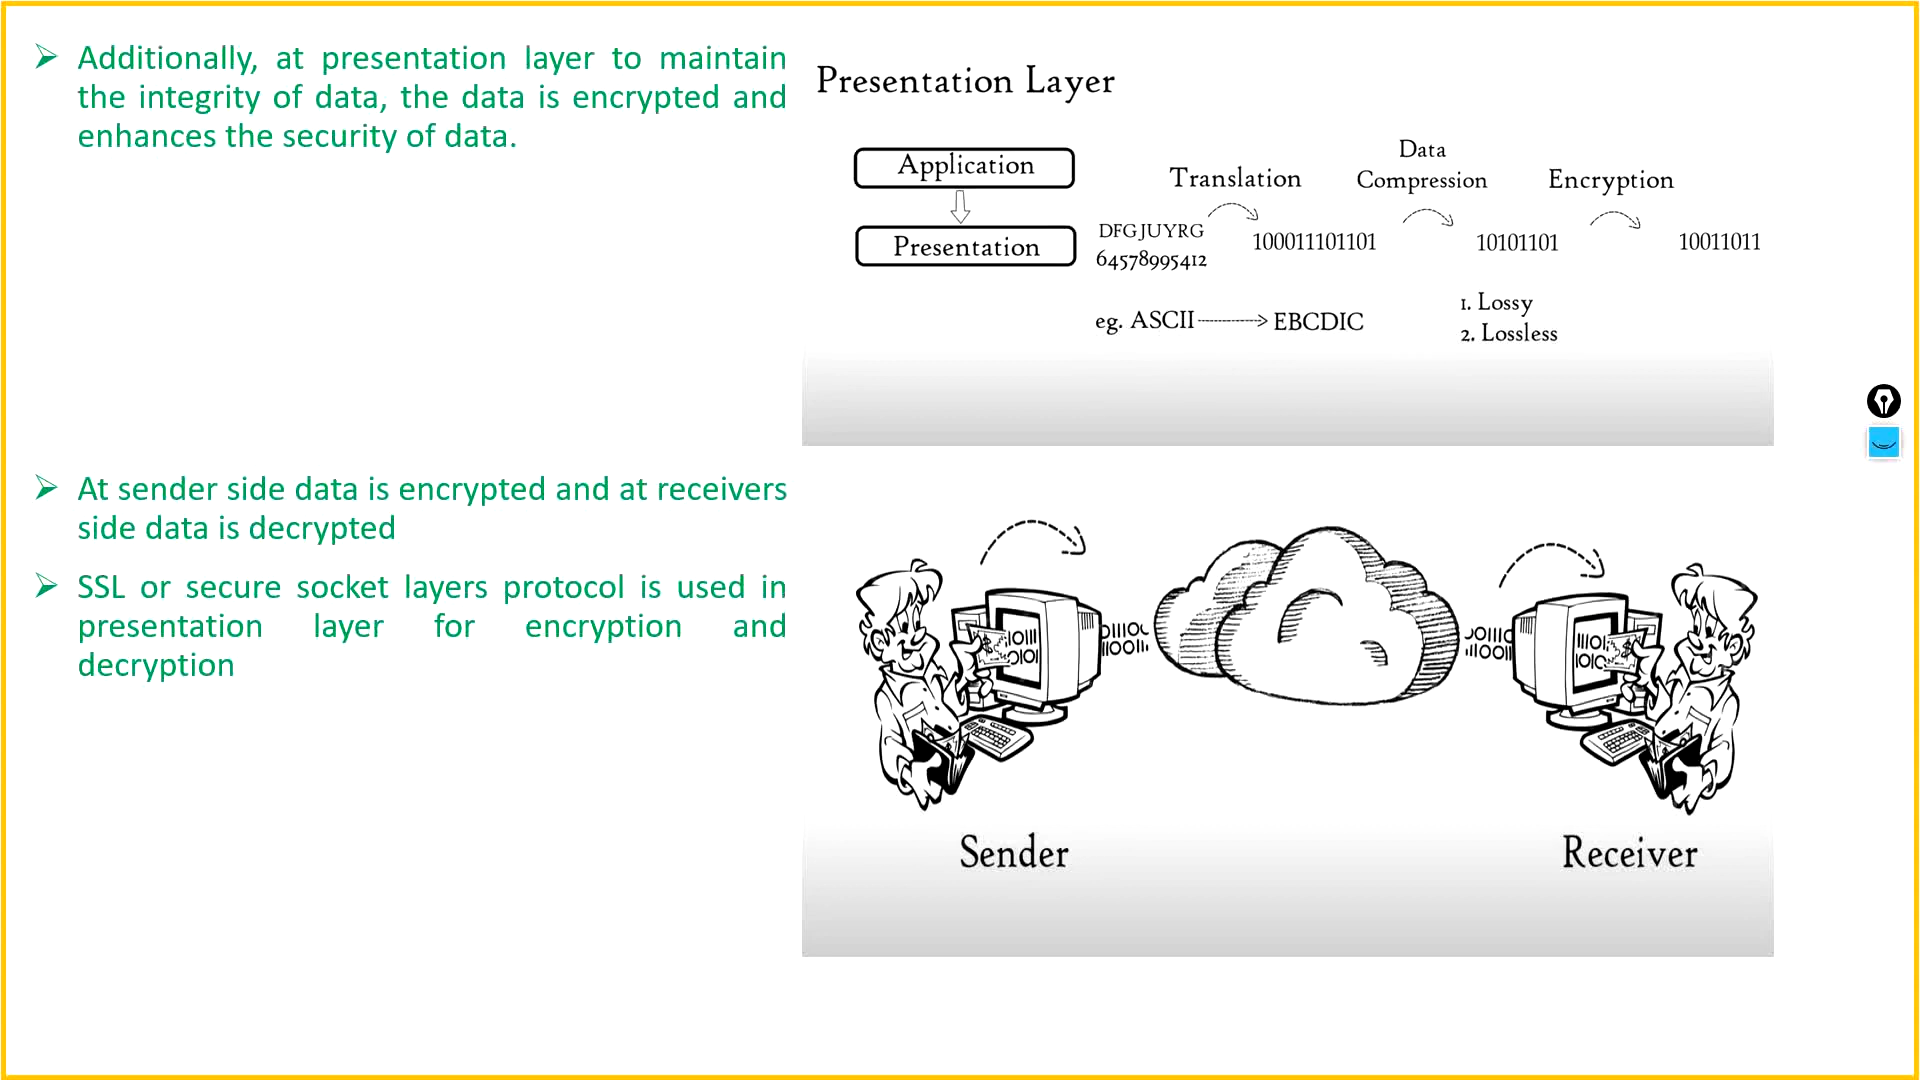 Additionally, at presentation layer to maintain
the integrity of data, the data is encrypted and
enhances the security of data.
At sender side data is encrypted and at receivers
side data is decrypted
SSL or secure socket layers protocol is used in
presentation layer for encryption and
decryption
Presentation Layer
Application
Presentation
Translation
Data
Compression
Encryption
DFGJUYRG
64578995412
100011101101
10101101
10011011
eg. ASCII
EBCDIC
1. Lossy
2. Lossless
Sender
Receiver